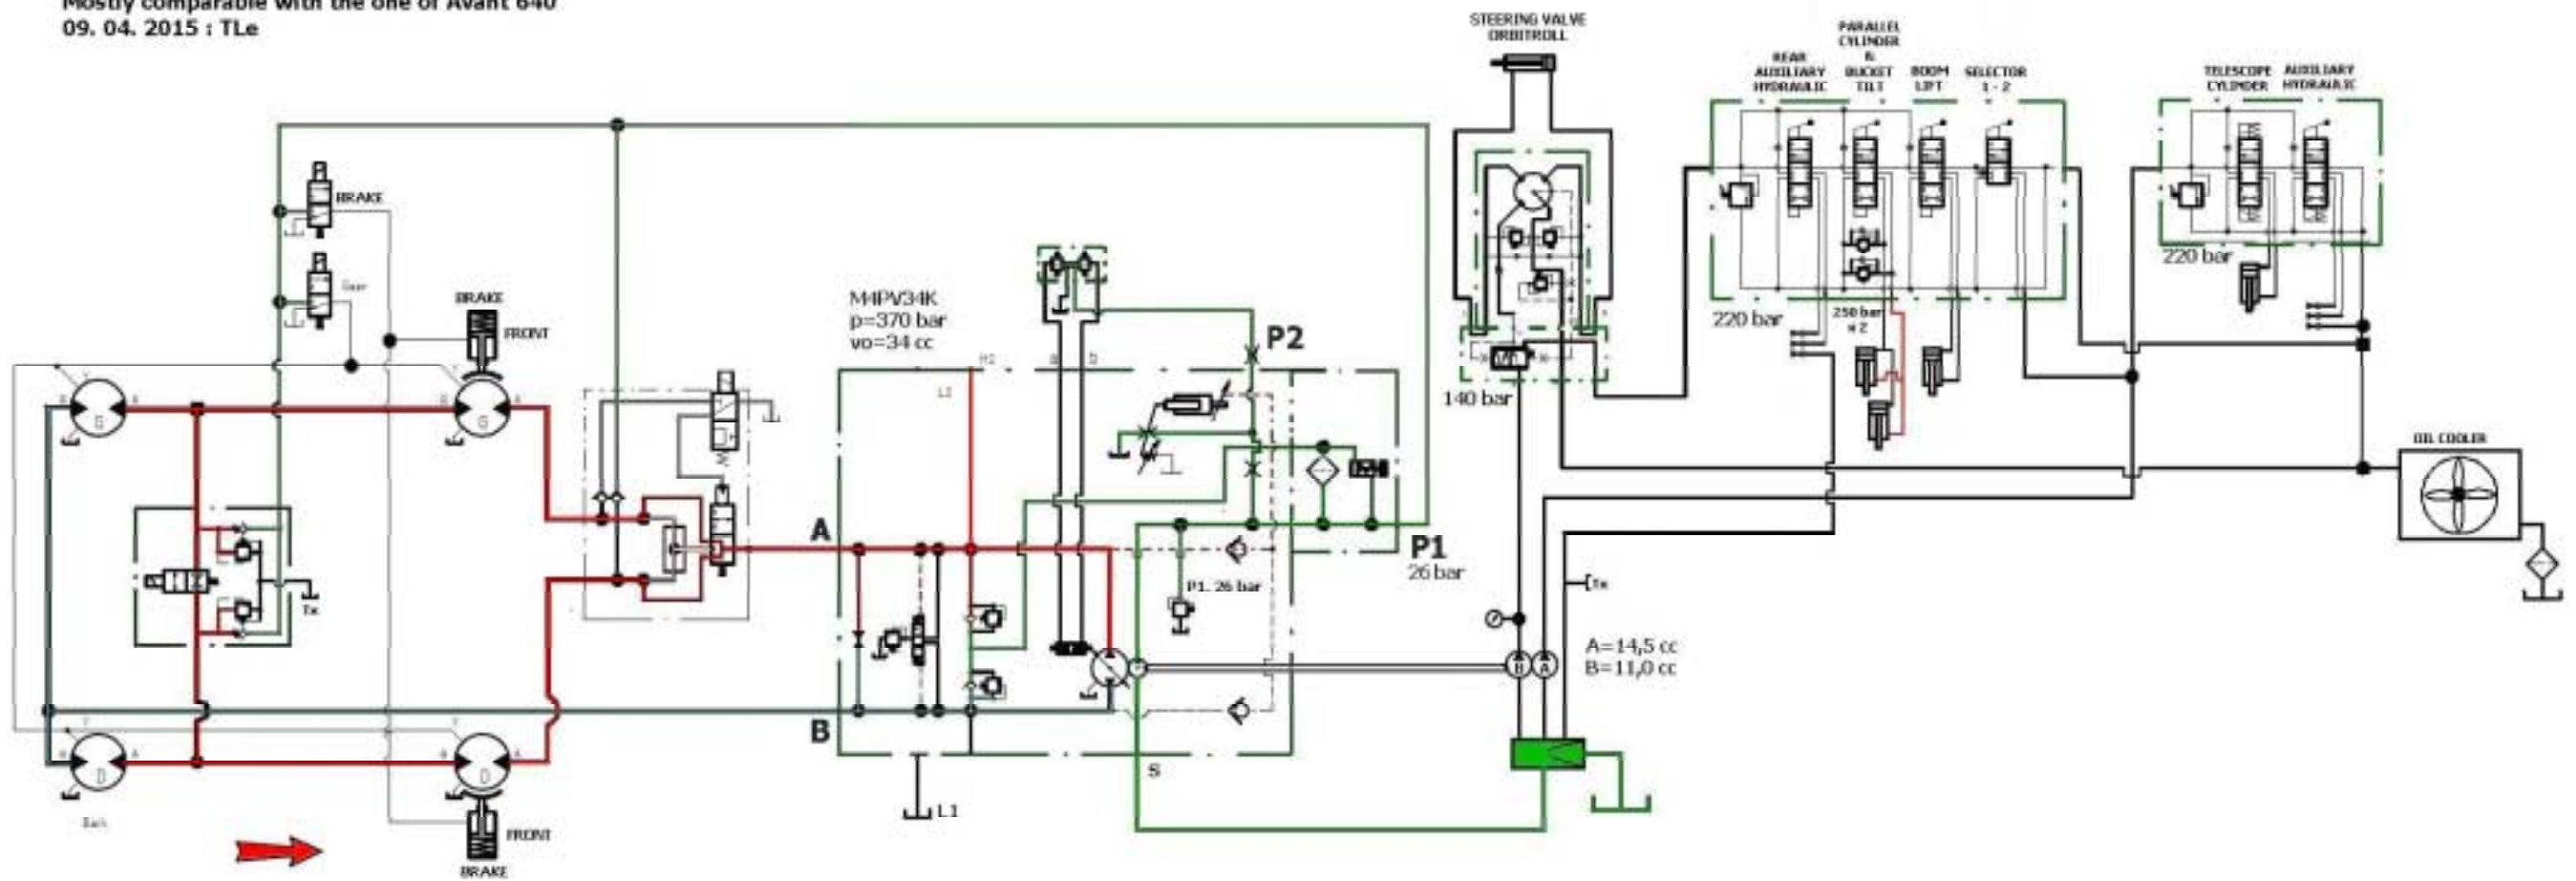 Mostly comparable with the one of Avant 640
09. 04. 2015 : TLe
STEERING VALVE
ORBITROLL
REAR
AUXILIARY
HYDRAULIC
PARALLEL
CYLINDER
&
BUCKET
TILT
BOOM
LIFT
SELECTOR
1 - 2
TELESCOPE
CYLINDER
AUXILIARY
HYDRAULIC
BRAKE
BRAKE
FRONT
M4PV34K
p=370 bar
vo=34 cc
P2
220 bar
250 bar
x 2
220 bar
140 bar
OIL COOLER
A
P1
26 bar
P1. 26 bar
Tx
Tx
A=14,5 cc
B=11,0 cc
B
A
B
S
L1
FRONT
BRAKE